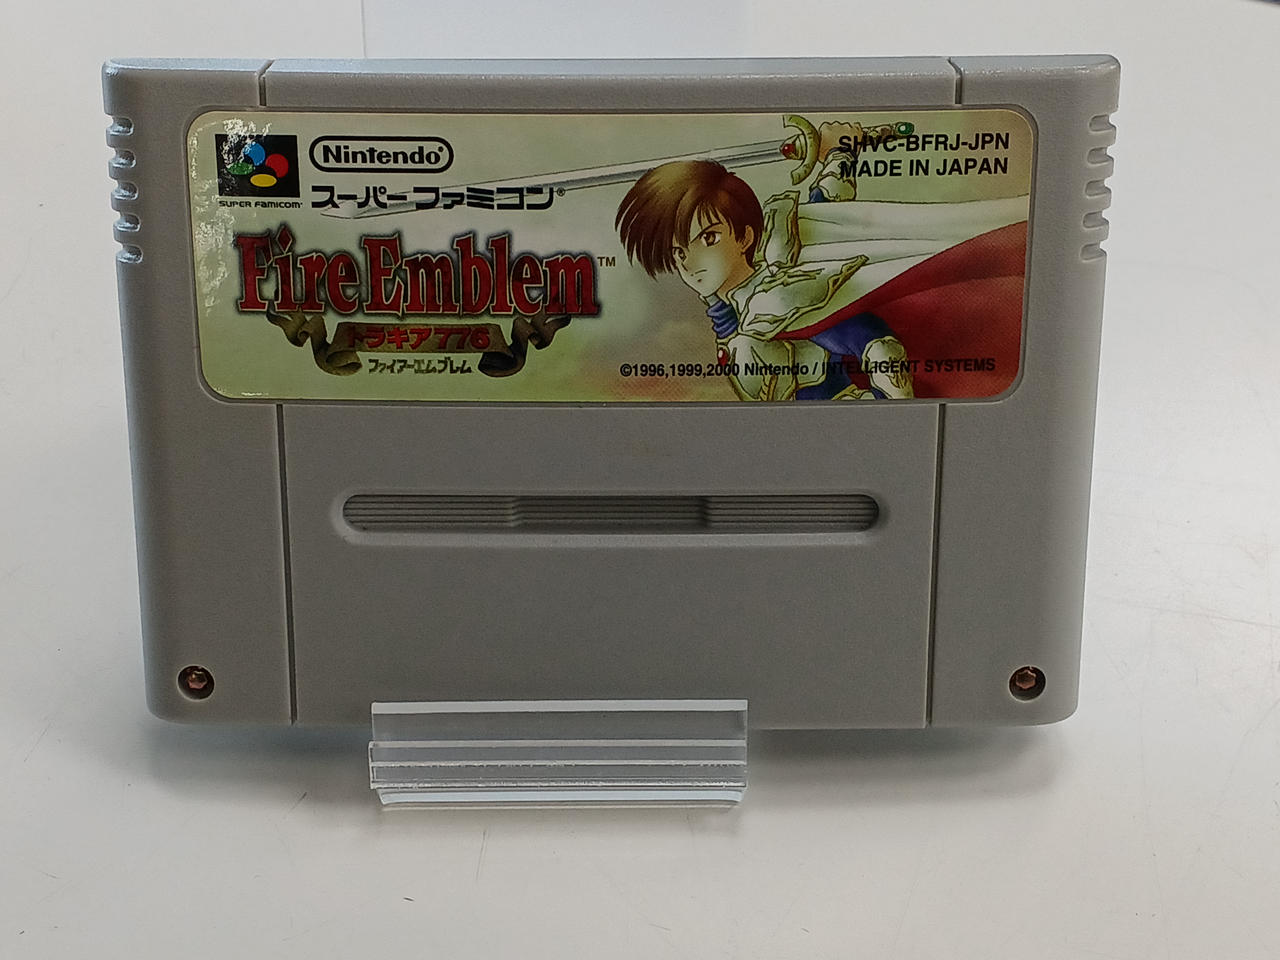 SUPER FAMICOM
Nintendo®
スーパーファミコン®
SHVC-BFRJ-JPN
MADE IN JAPAN
Fire Emblem™
トラキア776
ファイアーエムブレム
©1996,1999,2000 Nintendo / INTELLIGENT SYSTEMS